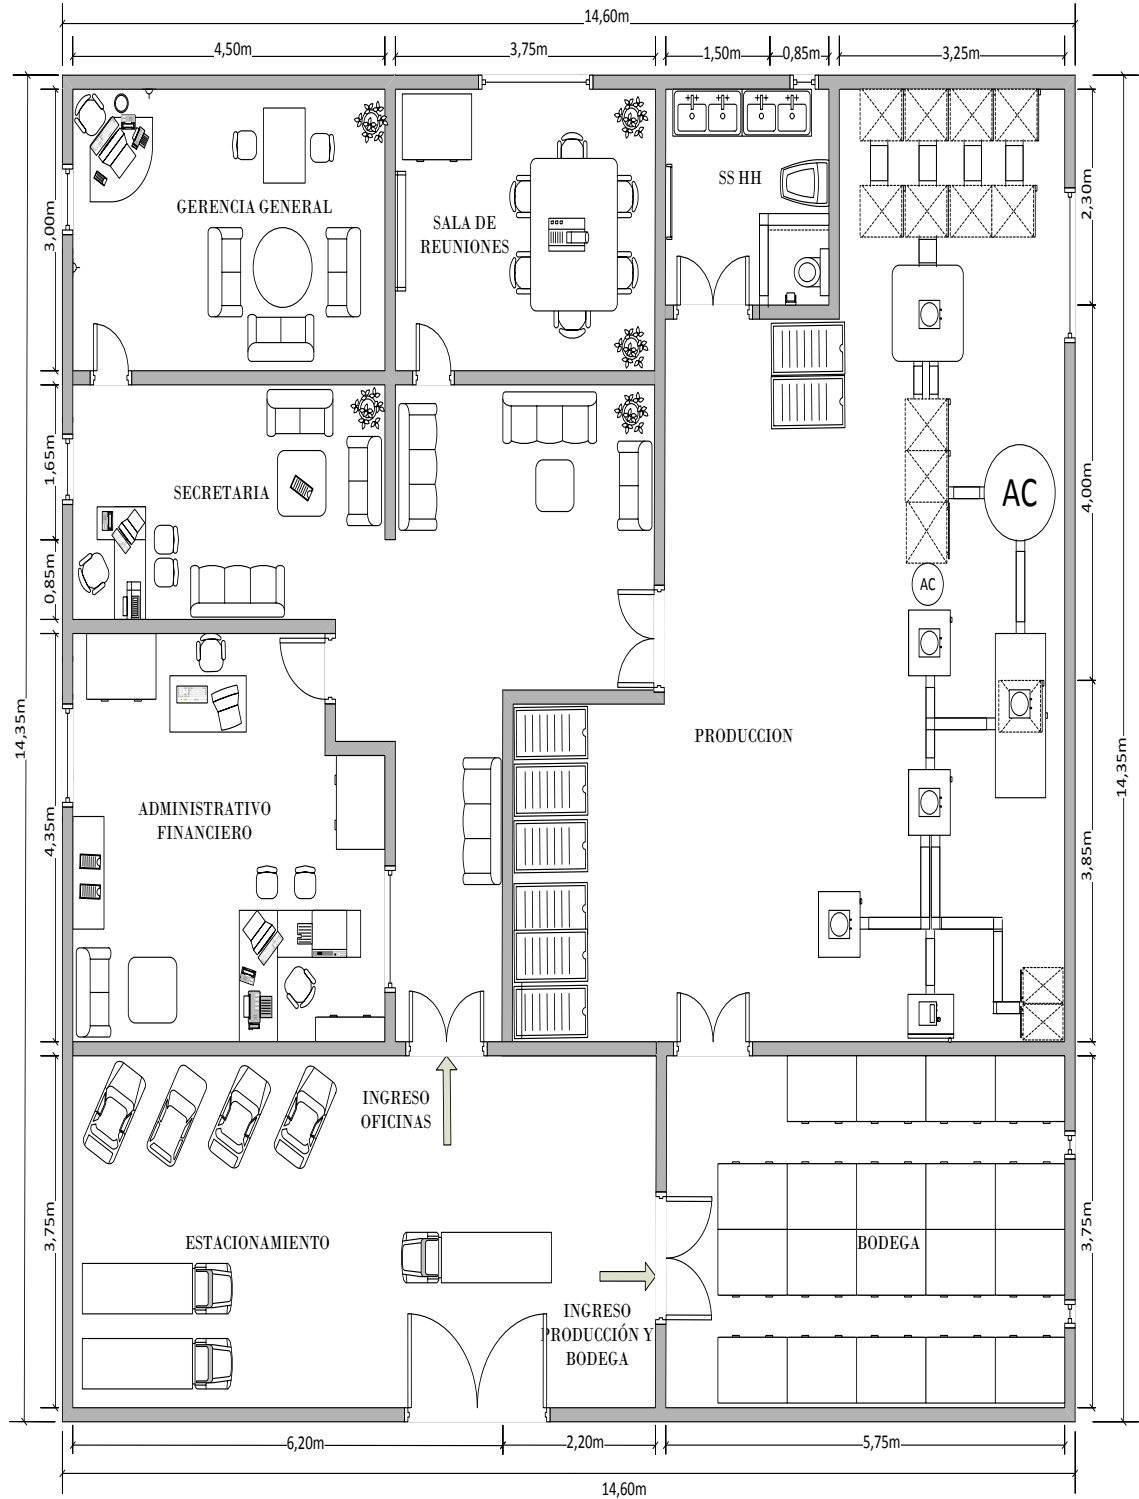 14,60m
4,50m
3,75m
1,50m
0,85m
3,25m
GERENCIA GENERAL
SALA DE
REUNIONES
SS HH
3,00m
2,30m
SECRETARIA
1,65m
4,00m
AC
AC
0,85m
14,35m
PRODUCCION
14,35m
ADMINISTRATIVO
FINANCIERO
4,35m
3,85m
INGRESO
OFICINAS
ESTACIONAMIENTO
BODEGA
3,75m
3,75m
INGRESO
PRODUCCIÓN Y
BODEGA
6,20m
2,20m
5,75m
14,60m